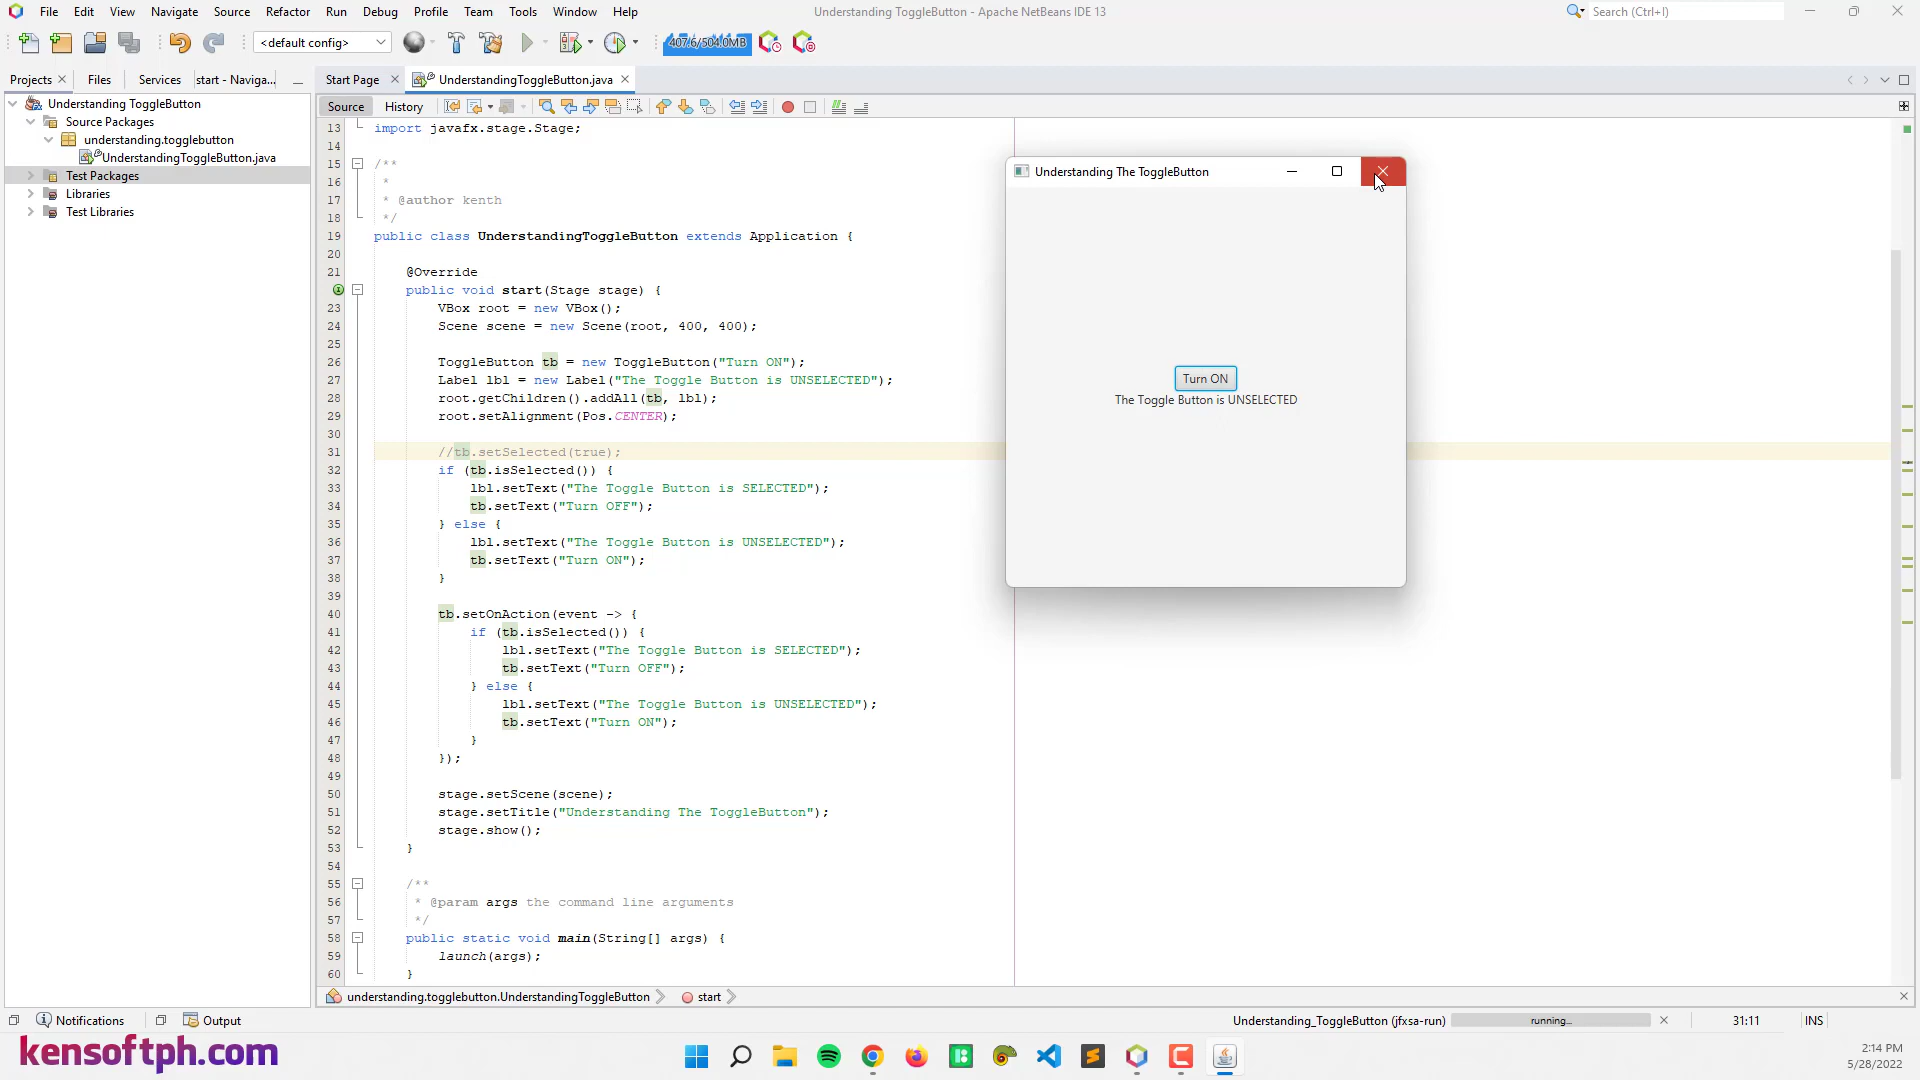 File Edit View Navigate Source Refactor Run Debug Profile Team Tools Window Help
Understanding ToggleButton - Apache NetBeans IDE 13
Search (Ctrl+I)
<default config>
407.6/504.0MB
Projects Files Services start - Naviga...
Start Page UnderstandingToggleButton.java
Source History
Understanding ToggleButton
Source Packages
understanding.togglebutton
UnderstandingToggleButton.java
Test Packages
Libraries
Test Libraries
13 import javafx.stage.Stage;
14
15 /**
16 *
17 * @author kenth
18 */
19 public class UnderstandingToggleButton extends Application {
20
21 @Override
public void start(Stage stage) {
23 VBox root = new VBox();
24 Scene scene = new Scene(root, 400, 400);
25
26 ToggleButton tb = new ToggleButton("Turn ON");
27 Label lbl = new Label("The Toggle Button is UNSELECTED");
28 root.getChildren().addAll(tb, lbl);
29 root.setAlignment(Pos.CENTER);
30
31 //tb.setSelected(true);
32 if (tb.isSelected()) {
33 lbl.setText("The Toggle Button is SELECTED");
34 tb.setText("Turn OFF");
35 } else {
36 lbl.setText("The Toggle Button is UNSELECTED");
37 tb.setText("Turn ON");
38 }
39
40 tb.setOnAction(event -> {
41 if (tb.isSelected()) {
42 lbl.setText("The Toggle Button is SELECTED");
43 tb.setText("Turn OFF");
44 } else {
45 lbl.setText("The Toggle Button is UNSELECTED");
46 tb.setText("Turn ON");
47 }
48 });
49
50 stage.setScene(scene);
51 stage.setTitle("Understanding The ToggleButton");
52 stage.show();
53 }
54
55 /**
56 * @param args the command line arguments
57 */
58 public static void main(String[] args) {
59 launch(args);
60 }
Understanding The ToggleButton
Turn ON
The Toggle Button is UNSELECTED
understanding.togglebutton.UnderstandingToggleButton start
Notifications Output
Understanding_ToggleButton (jfxsa-run) running... 31:11 INS
kensoftph.com
2:14 PM
5/28/2022